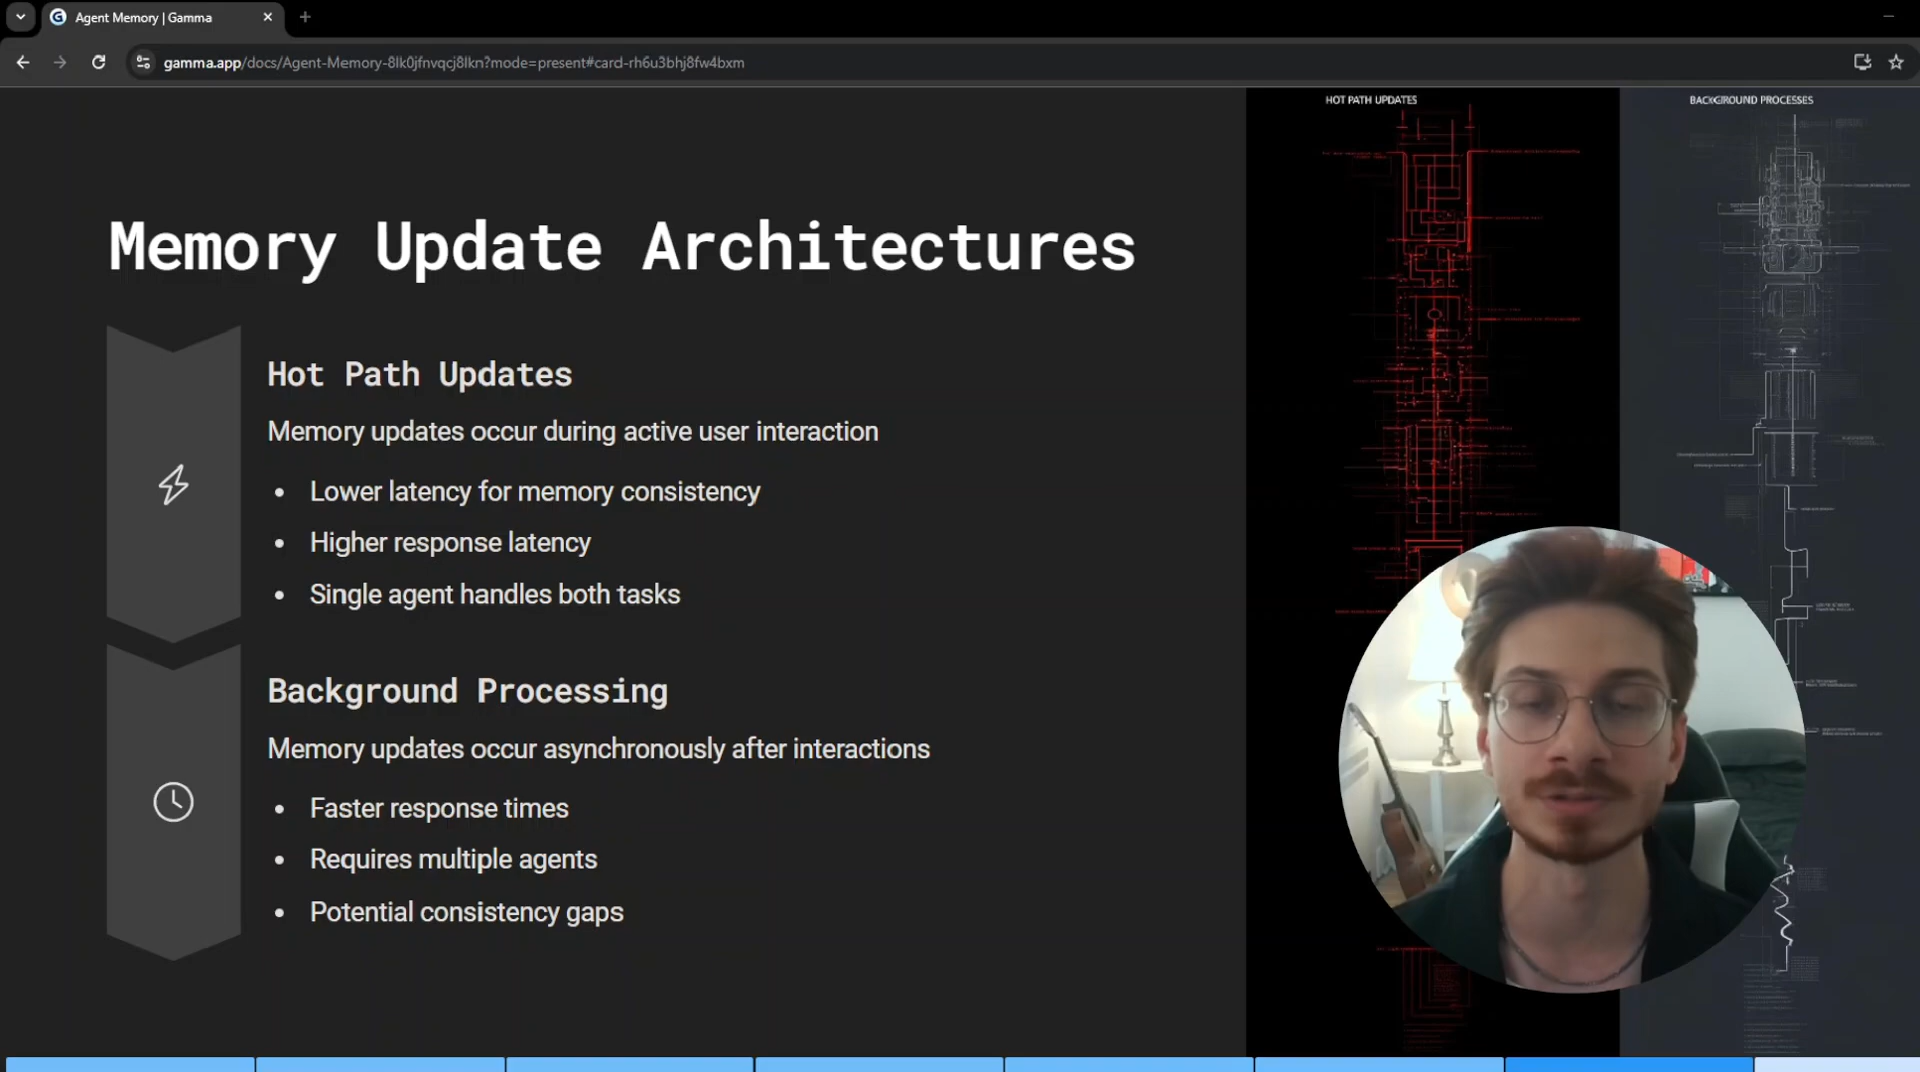 Agent Memory | Gamma
gamma.app/docs/Agent-Memory-8lk0jfnvqcj8lkn?mode=present#card-rh6u3bhj8fw4bxm
HOT PATH UPDATES
BACKGROUND PROCESSES
Memory Update Architectures
Hot Path Updates
Memory updates occur during active user interaction
Lower latency for memory consistency
Higher response latency
Single agent handles both tasks
Background Processing
Memory updates occur asynchronously after interactions
Faster response times
Requires multiple agents
Potential consistency gaps